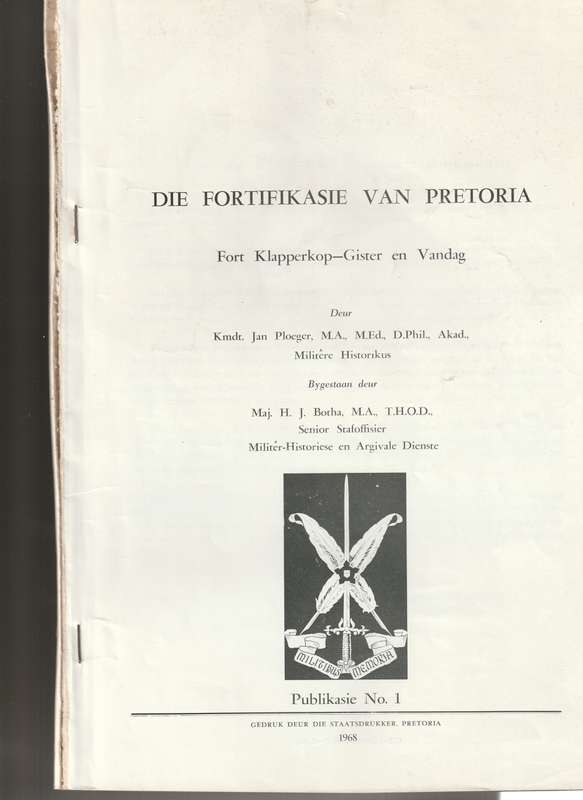 DIE FORTIFIKASIE VAN PRETORIA
Fort Klapperkop—Gister en Vandag
Deur
Kmdt. Jan Ploeger, M.A., M.Ed., D.Phil., Akad.,
Militêre Historikus
Bygestaan deur
Maj. H. J. Botha, M.A., T.H.O.D.,
Senior Stafoffisier
Militêr-Historiese en Argivale Dienste
MILITIBUS MEMORIA
Publikasie No. 1
GEDRUK DEUR DIE STAATSDRUKKER, PRETORIA
1968